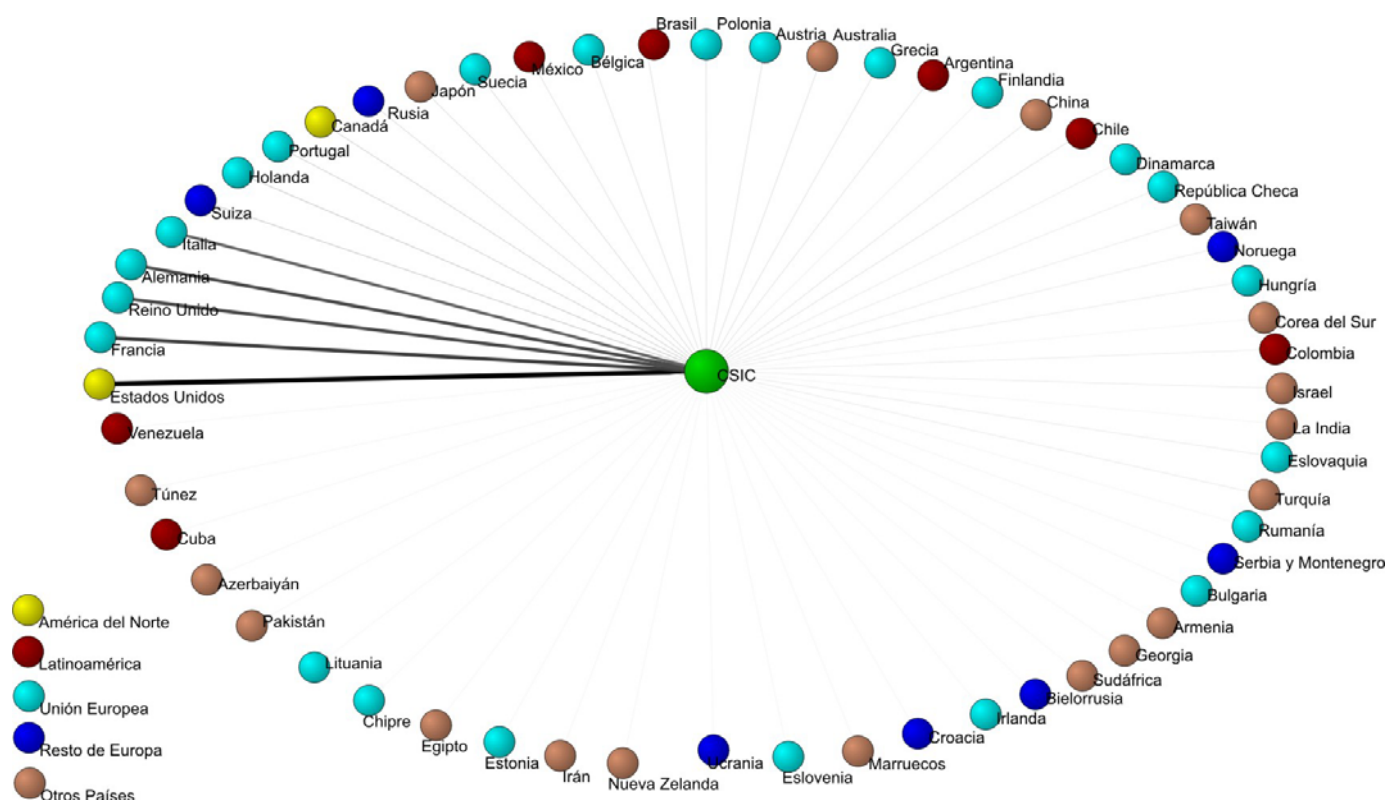 Brasil
Polonia
Austria
Australia
Grecia
Argentina
Finlandia
China
Chile
Dinamarca
República Checa
Taiwán
Noruega
Hungría
Corea del Sur
Colombia
Israel
La India
Eslovaquia
Turquía
Rumanía
Serbia y Montenegro
Bulgaria
Armenia
Georgia
Sudáfrica
Bielorrusia
Irlanda
Croacia
Marruecos
Eslovenia
Ucrania
Nueva Zelanda
Irán
Estonia
Egipto
Chipre
Lituania
Pakistán
Azerbaiyán
Cuba
Túnez
Venezuela
Estados Unidos
Francia
Reino Unido
Alemania
Italia
Suiza
Holanda
Portugal
Canadá
Rusia
Japón
Suecia
México
Bélgica
CSIC
América del Norte
Latinoamérica
Unión Europea
Resto de Europa
Otros Países